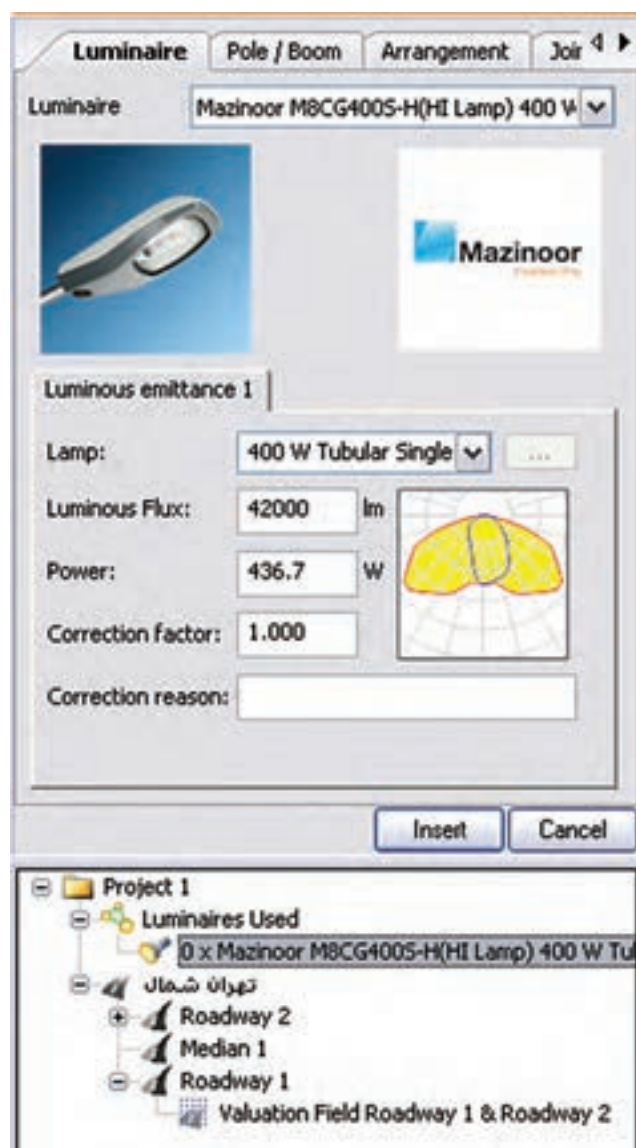 Luminaire Pole / Boom Arrangement Joir
Luminaire Mazinoor M8CG400S-H(HI Lamp) 400 W
Mazinoor
Luminous emittance 1
Lamp: 400 W Tubular Single ...
Luminous Flux: 42000 lm
Power: 436.7 W
Correction factor: 1.000
Correction reason:
Insert Cancel
Project 1
Luminaires Used
0 x Mazinoor M8CG400S-H(HI Lamp) 400 W Tul
تهران شمال
Roadway 2
Median 1
Roadway 1
Valuation Field Roadway 1 & Roadway 2